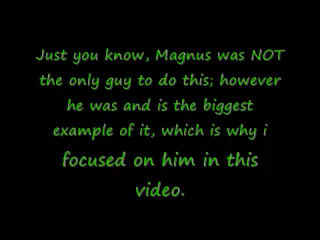 Just you know, Magnus was NOT
the only guy to do this; however
he was and is the biggest
example of it, which is why i
focused on him in this
video.